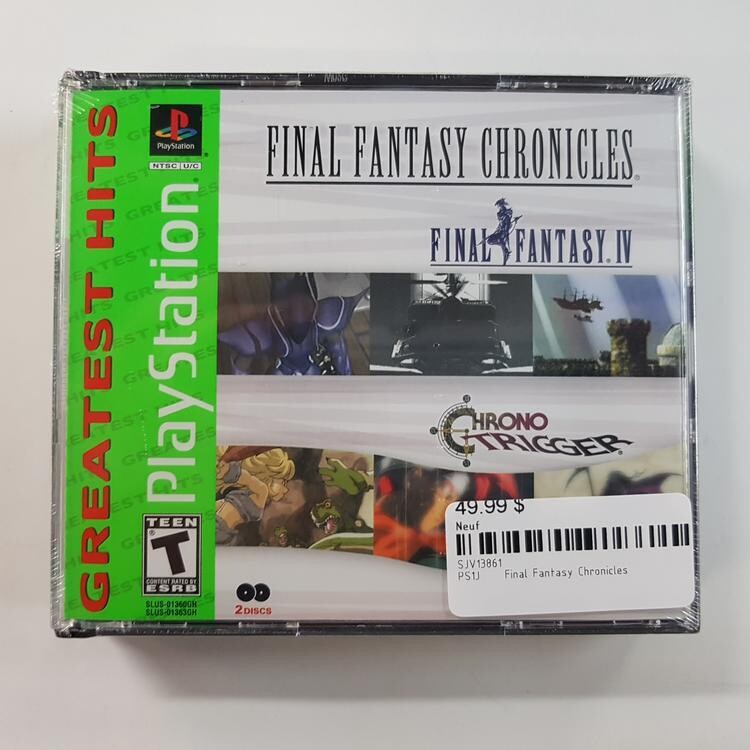 GREATEST HITS
PlayStation
NTSC U/C
PlayStation
FINAL FANTASY CHRONICLES
FINAL FANTASY IV
CHRONO
TRIGGER
49.99 $
Neuf
SJV13861
PS1J Final Fantasy Chronicles
TEEN
T
CONTENT RATED BY
ESRB
SLUS-01360GH
SLUS-01363GH
2 DISCS